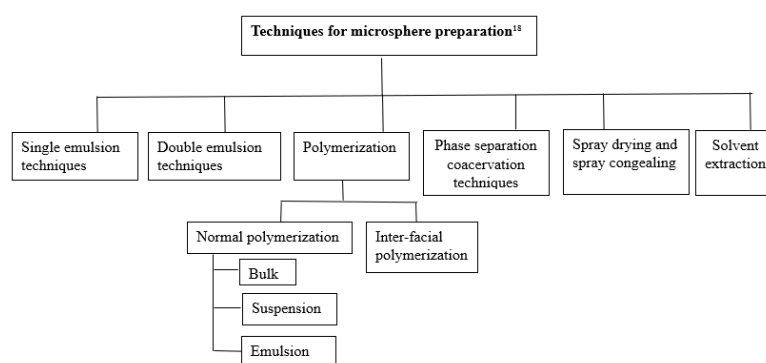 Techniques for microsphere preparation¹⁸
Single emulsion
techniques
Double emulsion
techniques
Polymerization
Phase separation
coacervation
techniques
Spray drying and
spray congealing
Solvent
extraction
Normal polymerization
Inter-facial
polymerization
Bulk
Suspension
Emulsion